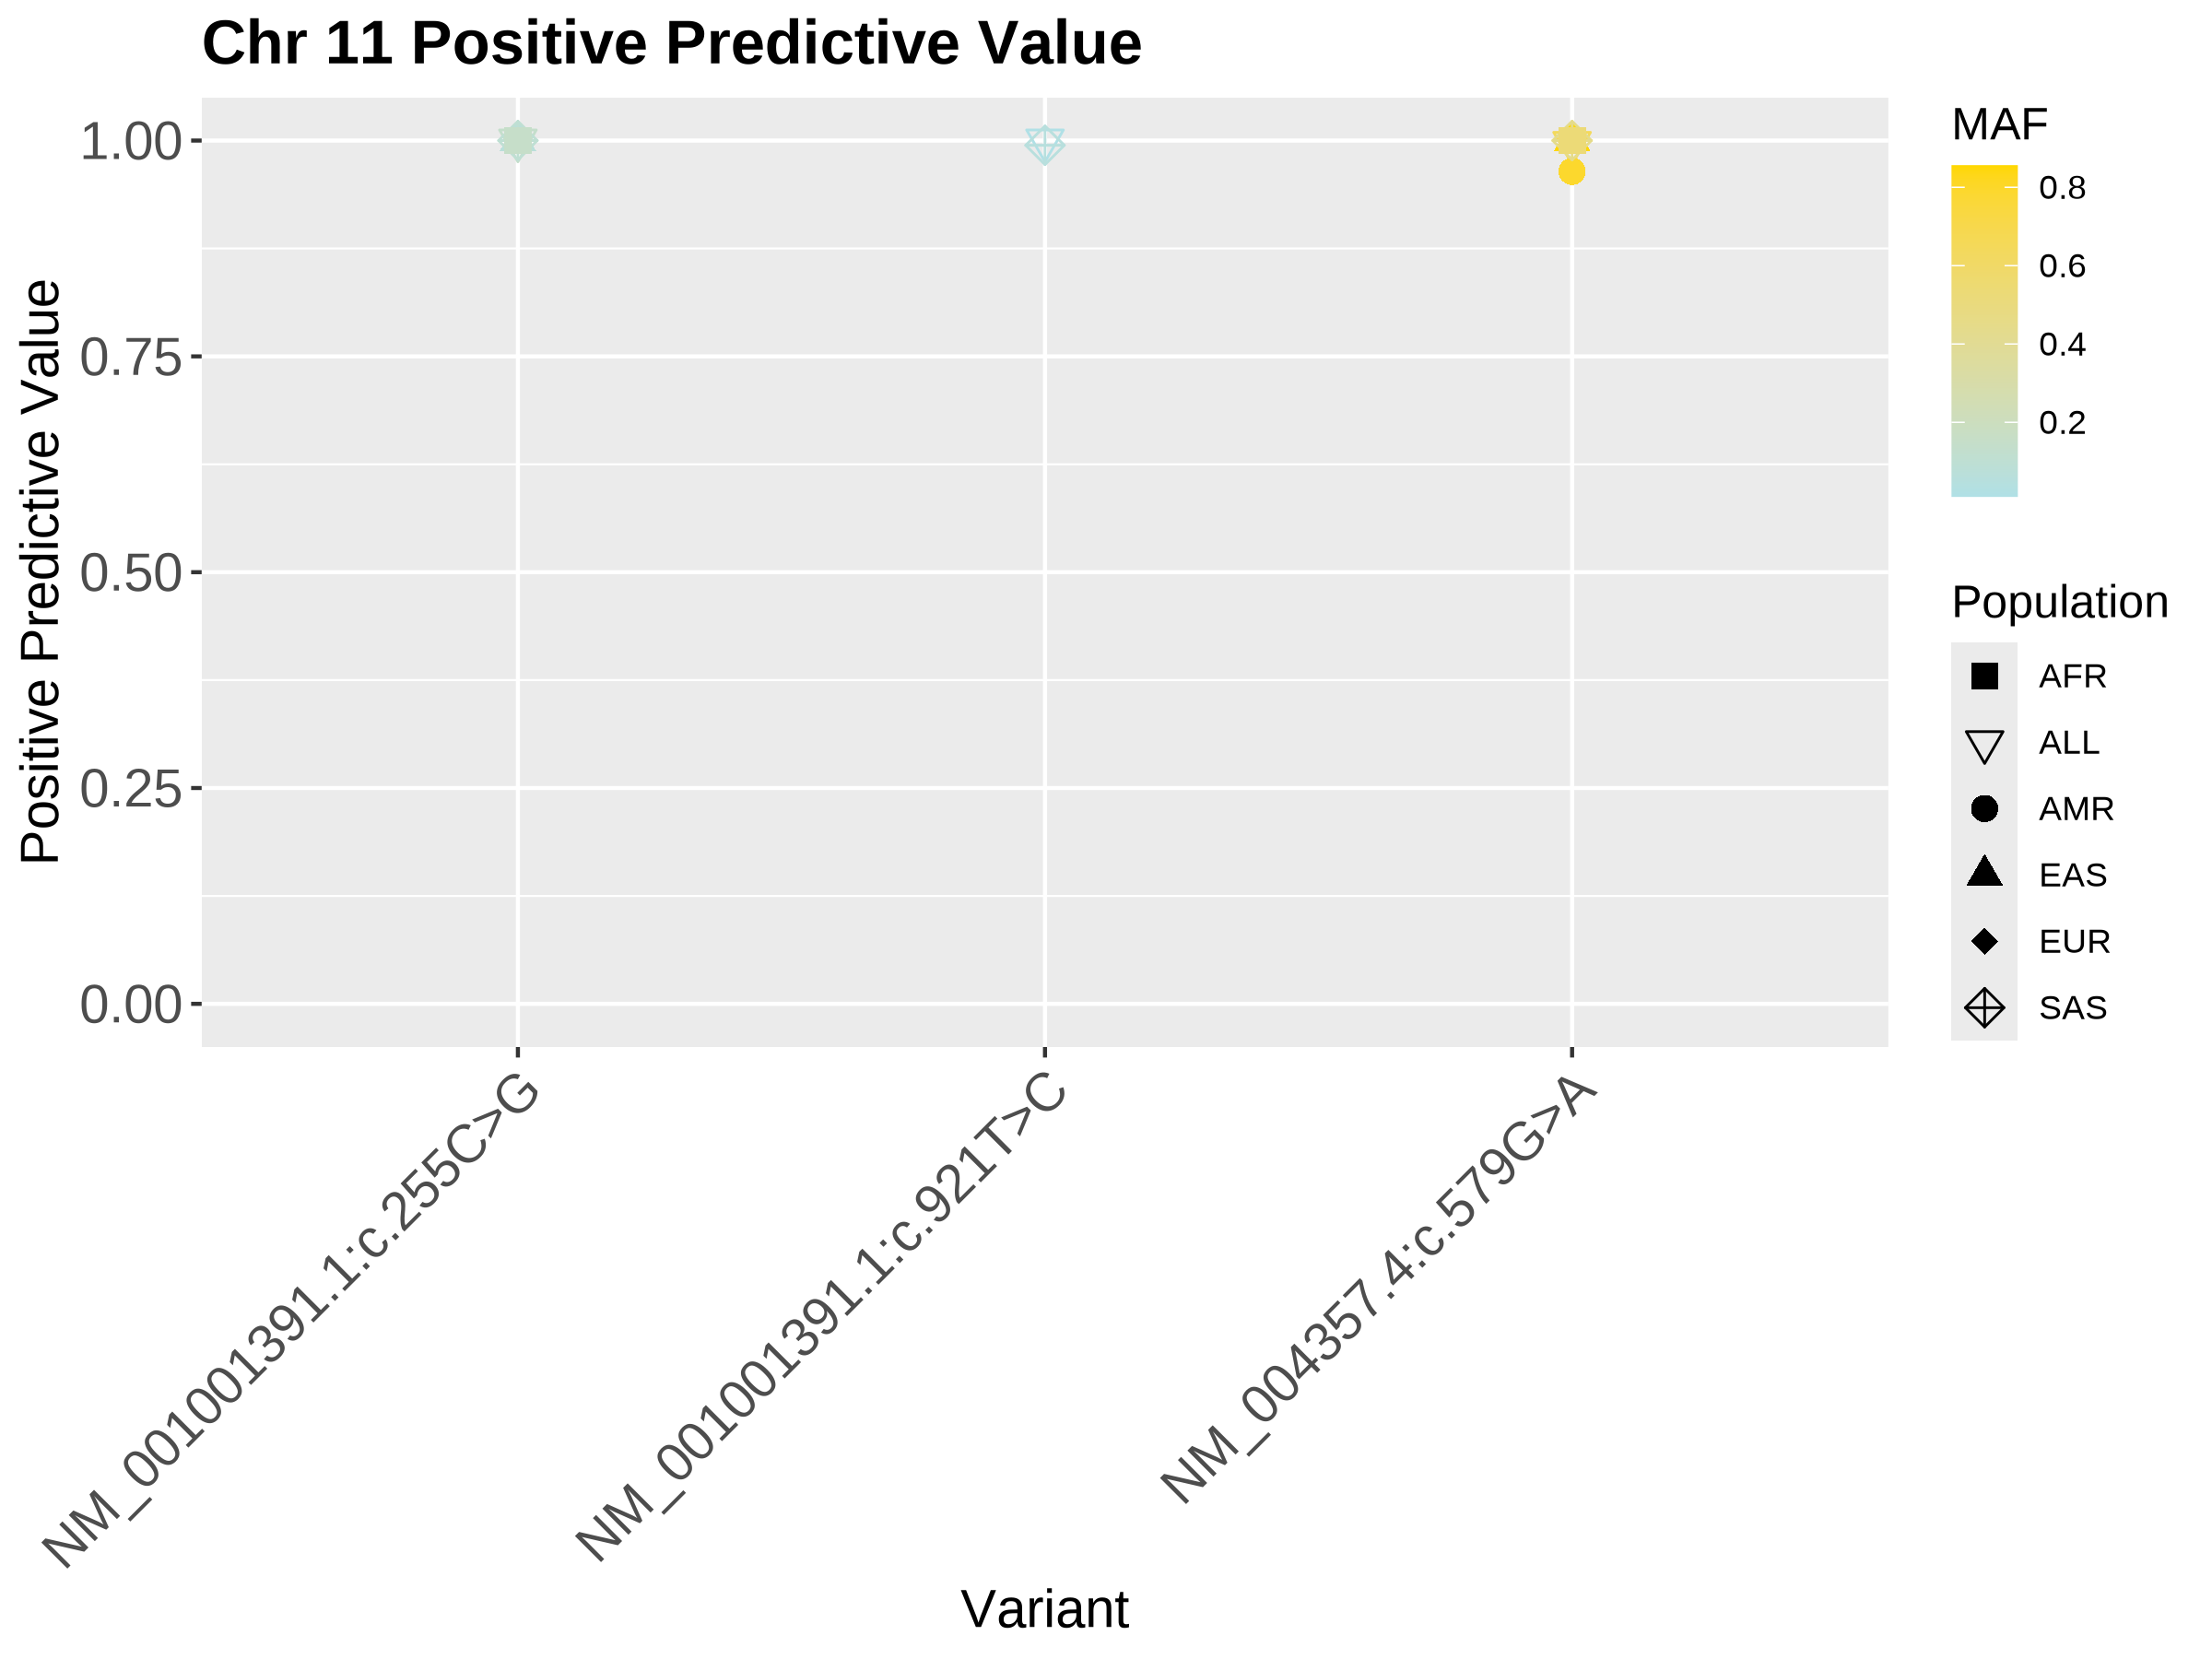 Chr 11 Positive Predictive Value
Positive Predictive Value
1.00
0.75
0.50
0.25
0.00
NM_001001391.1:c.255C>G
NM_001001391.1:c.921T>C
NM_004357.4:c.579G>A
Variant
MAF
0.8
0.6
0.4
0.2
Population
AFR
ALL
AMR
EAS
EUR
SAS